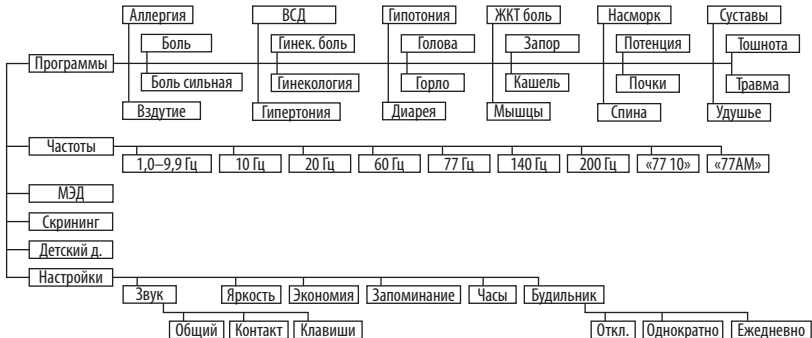 Аллергия ВСД Гипотония ЖКТ боль Насморк Суставы
Боль Гинек. боль Голова Запор Потенция Тошнота
Программы
Боль сильная Гинекология Горло Кашель Почки Травма
Вздутие Гипертония Диарея Мышцы Спина Удушье
Частоты
1,0–9,9 Гц 10 Гц 20 Гц 60 Гц 77 Гц 140 Гц 200 Гц «77 10» «77АМ»
МЭД
Скрининг
Детский д.
Настройки
Звук Яркость Экономия Запоминание Часы Будильник
Общий Контакт Клавиши Откл. Однократно Ежедневно